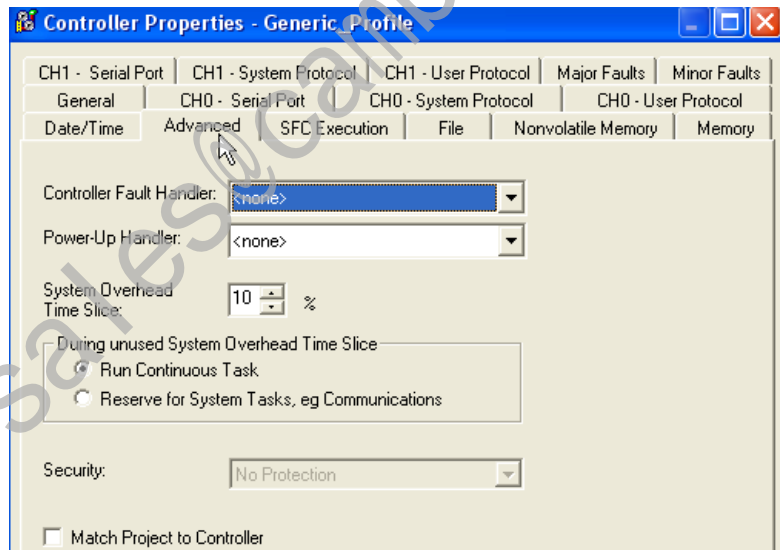 Controller Properties - Generic_Profile
CH1 - Serial Port CH1 - System Protocol CH1 - User Protocol Major Faults Minor Faults
General CH0 - Serial Port CH0 - System Protocol CH0 - User Protocol
Date/Time Advanced SFC Execution File Nonvolatile Memory Memory
Controller Fault Handler: <none>
Power-Up Handler: <none>
System Overhead
Time Slice: 10 %
During unused System Overhead Time Slice
Run Continuous Task
Reserve for System Tasks, eg Communications
Security: No Protection
Match Project to Controller
sales@camb